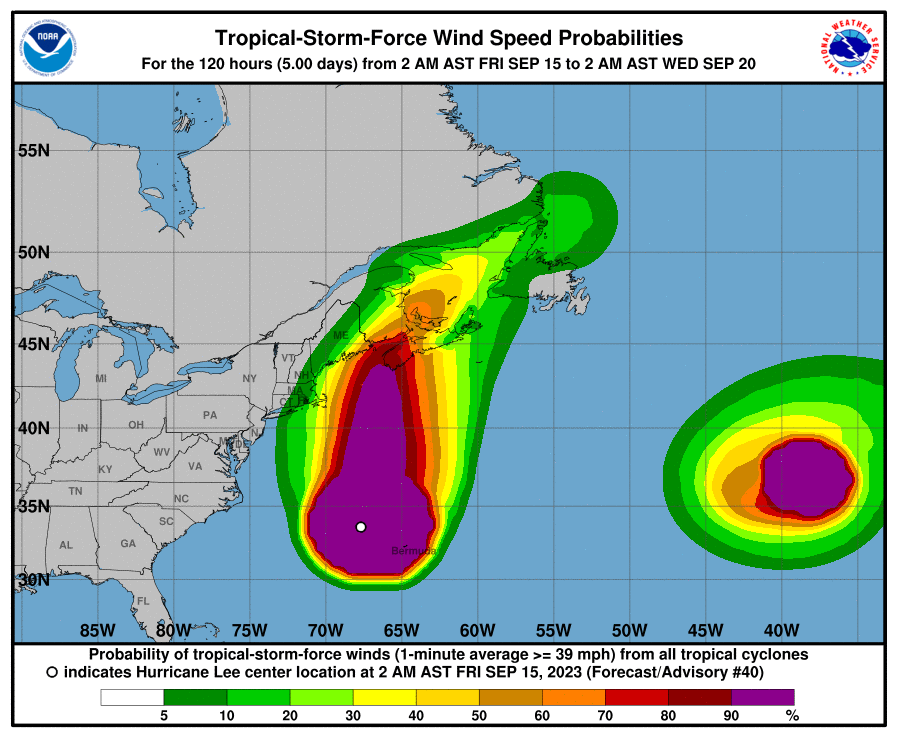 Tropical-Storm-Force Wind Speed Probabilities
For the 120 hours (5.00 days) from 2 AM AST FRI SEP 15 to 2 AM AST WED SEP 20
NOAA
NATIONAL WEATHER SERVICE
55N
50N
45N
40N
35N
30N
ME
VT
NH
MI
NY
MA
CT
PA
IN
OH
WV
DE
KY
VA
TN
NC
SC
AL
GA
Bermuda
FL
85W 80W 75W 70W 65W 60W 55W 50W 45W 40W
Probability of tropical-storm-force winds (1-minute average >= 39 mph) from all tropical cyclones
indicates Hurricane Lee center location at 2 AM AST FRI SEP 15, 2023 (Forecast/Advisory #40)
5 10 20 30 40 50 60 70 80 90 %